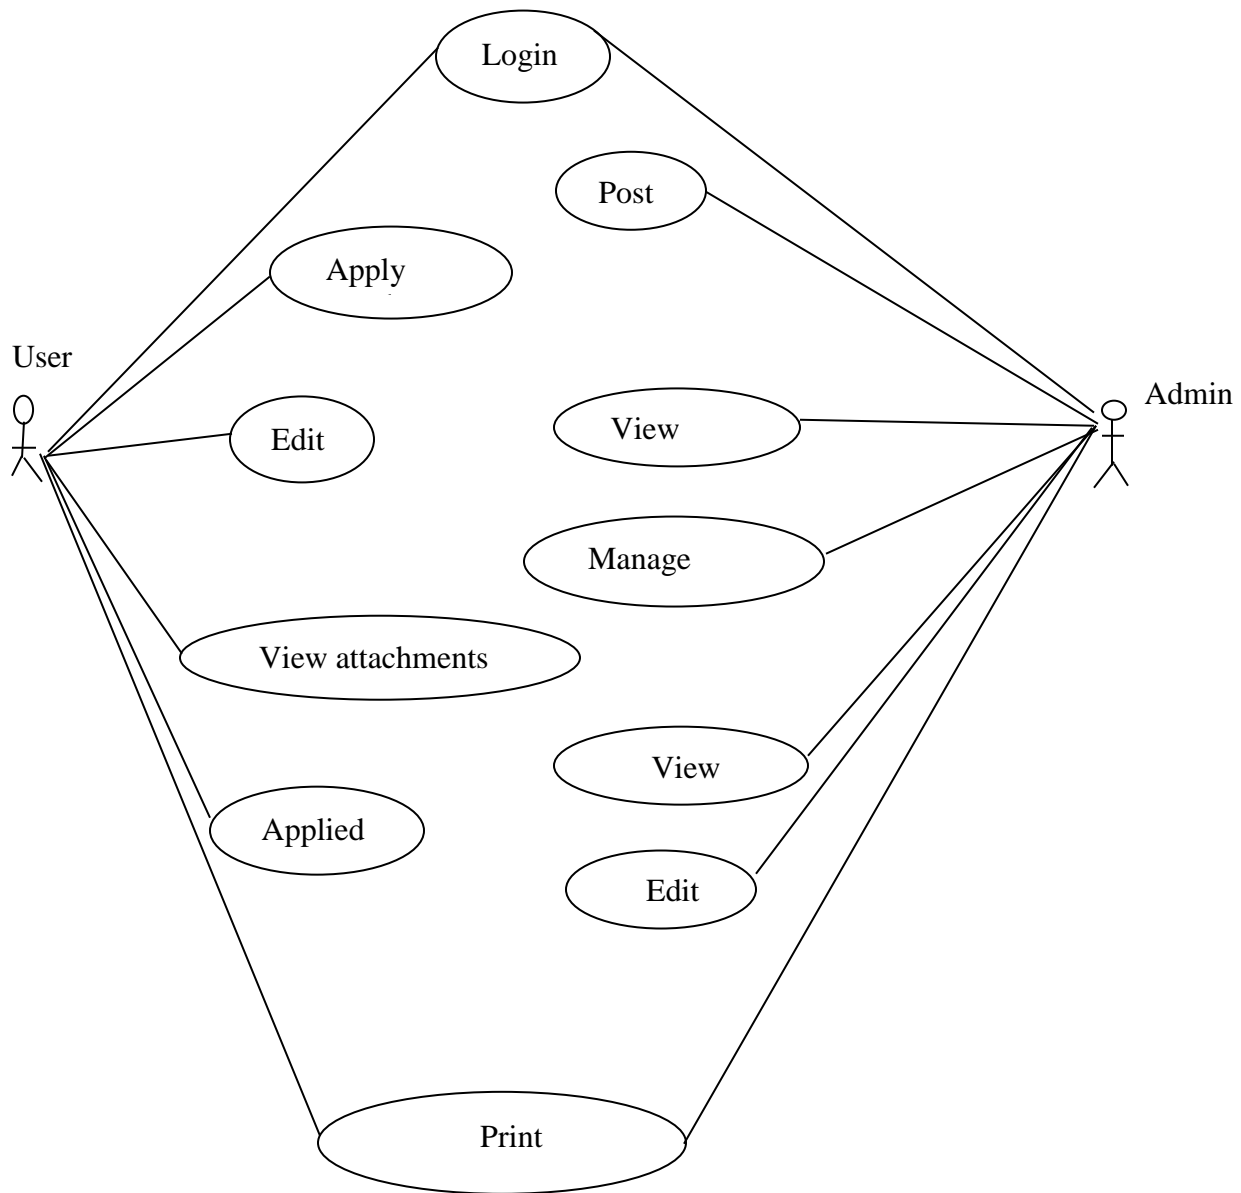 Login
Post
Apply
User
Admin
Edit
View
Manage
View attachments
View
Applied
Edit
Print